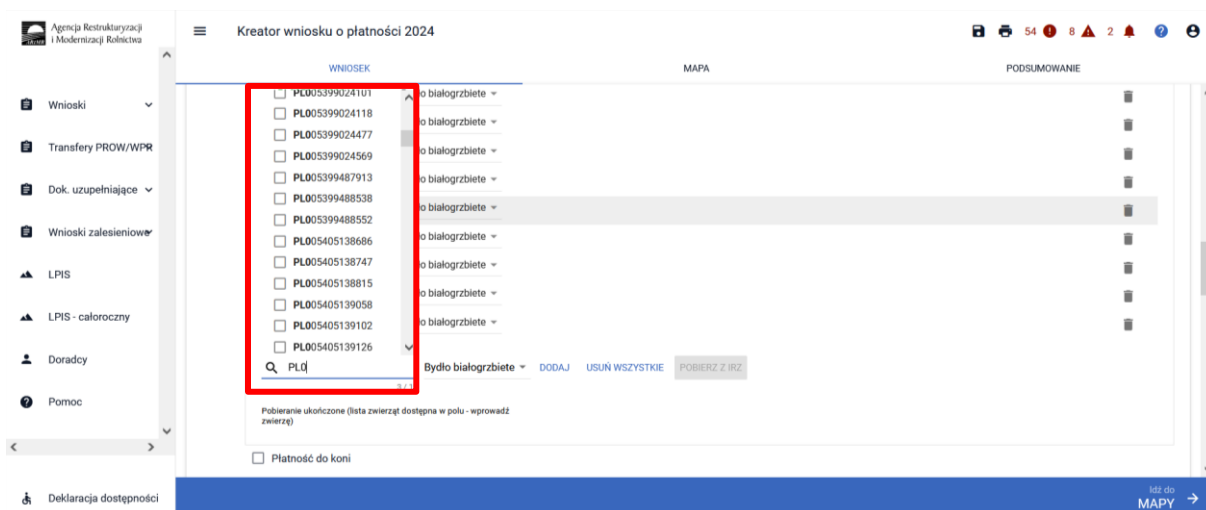 Agencja Restrukturyzacji
i Modernizacji Rolnictwa
Kreator wniosku o płatności 2024
54 8 2
WNIOSEK MAPA PODSUMOWANIE
Wnioski
Transfery PROW/WPR
Dok. uzupełniające
Wnioski zalesieniowe
LPIS
LPIS - całoroczny
Doradcy
Pomoc
Deklaracja dostępności
PL005399024101 o białogrzbiete
PL005399024118 o białogrzbiete
PL005399024477
PL005399024569 o białogrzbiete
PL005399487913 o białogrzbiete
PL005399488538 o białogrzbiete
PL005399488552
PL005405138686 o białogrzbiete
PL005405138747 o białogrzbiete
PL005405138815
PL005405139058 o białogrzbiete
PL005405139102 o białogrzbiete
PL005405139126
PL0 Bydło białogrzbiete DODAJ USUŃ WSZYSTKIE POBIERZ Z IRZ
3 / 1
Pobieranie ukończone (lista zwierząt dostępna w polu - wprowadź
zwierzę)
Płatność do koni
Idź do
MAPY